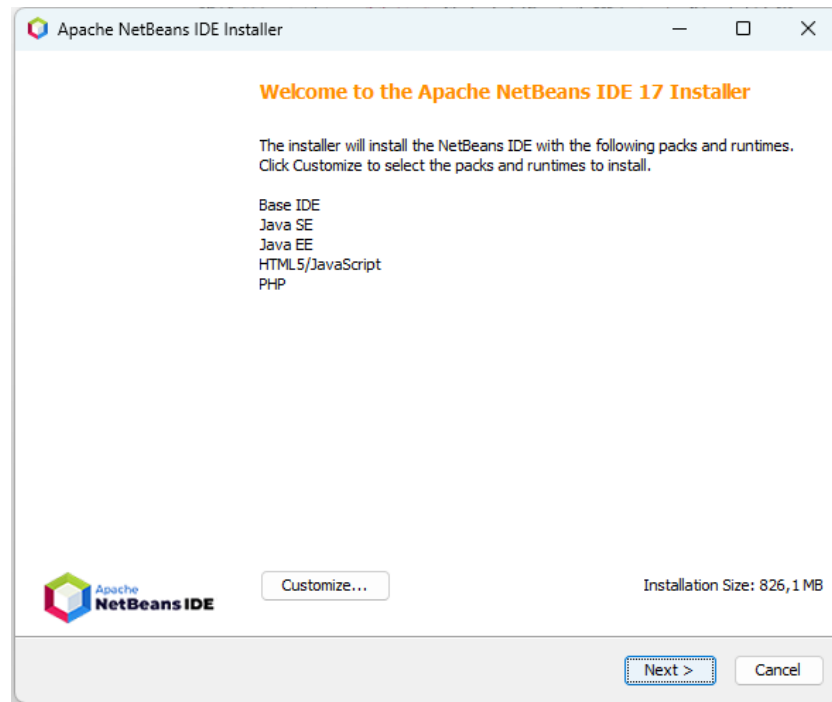 Apache NetBeans IDE Installer
Welcome to the Apache NetBeans IDE 17 Installer
The installer will install the NetBeans IDE with the following packs and runtimes.
Click Customize to select the packs and runtimes to install.
Base IDE
Java SE
Java EE
HTML5/JavaScript
PHP
Apache
NetBeans IDE
Customize...
Installation Size: 826,1 MB
Next >
Cancel